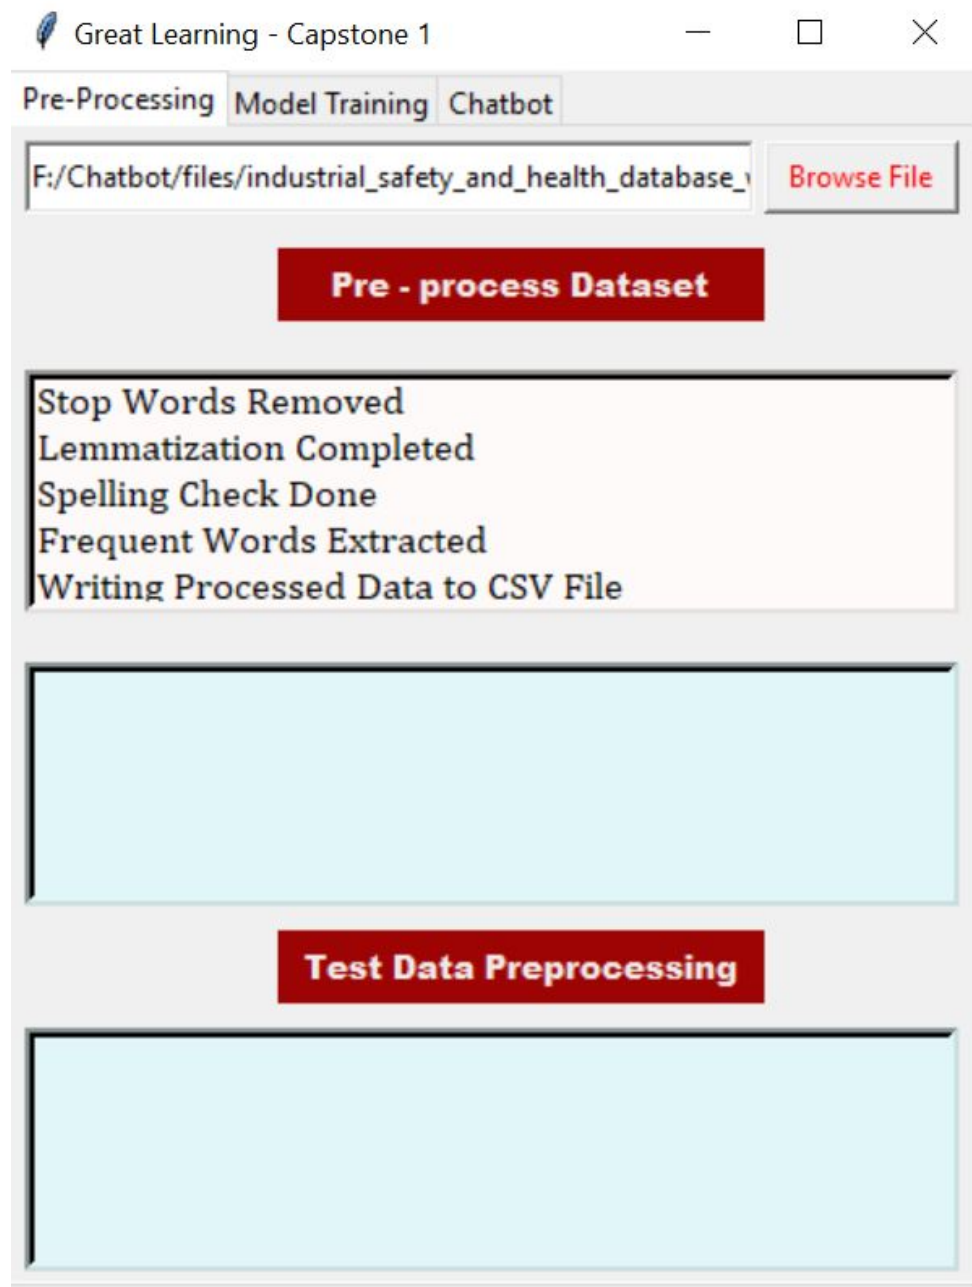 Great Learning - Capstone 1
Pre-Processing Model Training Chatbot
F:/Chatbot/files/industrial_safety_and_health_database_ Browse File
Pre - process Dataset
Stop Words Removed
Lemmatization Completed
Spelling Check Done
Frequent Words Extracted
Writing Processed Data to CSV File
Test Data Preprocessing